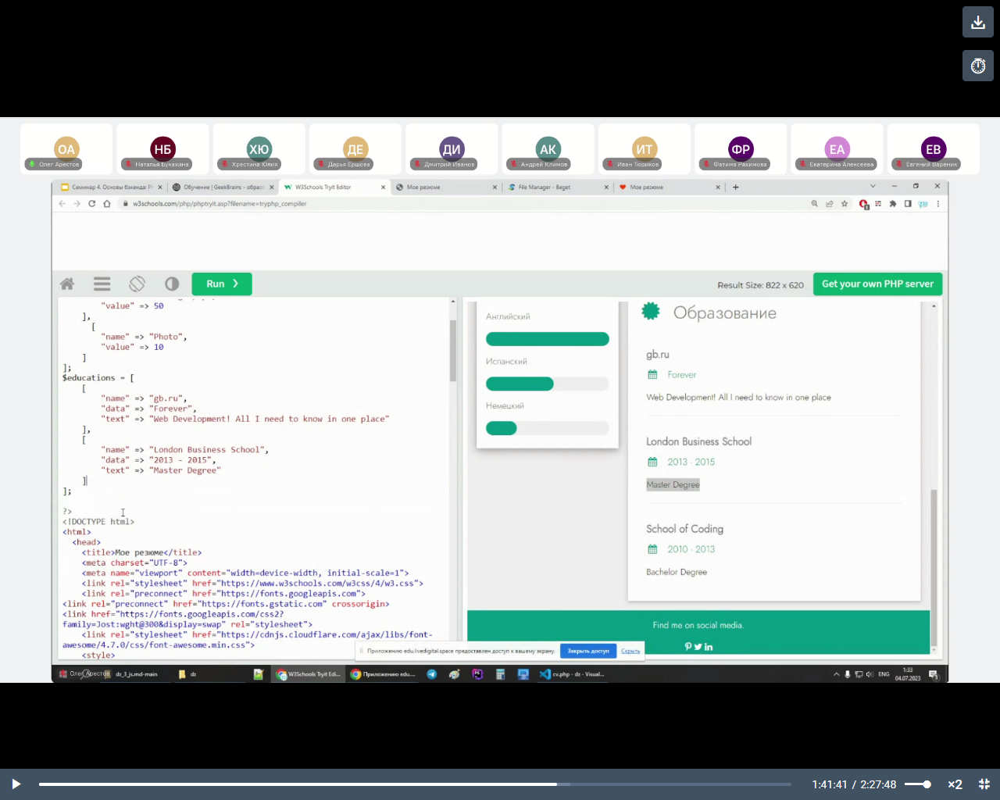 ОА
НБ
ХЮ
ДЕ
ДИ
АК
ИТ
ФР
ЕА
ЕВ
Олег Арестов
Наталья Букахина
Христина Юлия
Дарья Ершова
Дмитрий Иванов
Андрей Климов
Иван Тюриков
Фатима Рахимова
Екатерина Алексеева
Евгений Вареник
Семинар 4. Основы бэкенда: P
Обучение | GeekBrains - образо
W3Schools Tryit Editor
Мое резюме
File Manager - Beget
Мое резюме
w3schools.com/php/phptryit.asp?filename=tryphp_compiler
Run
Result Size: 822 x 620
Get your own PHP server
"value" => 50
],
[
"name" => "Photo",
"value" => 10
]
];
$educations = [
[
"name" => "gb.ru",
"data" => "Forever",
"text" => "Web Development! All I need to know in one place"
],
[
"name" => "London Business School",
"data" => "2013 - 2015",
"text" => "Master Degree"
]
];
?>
<!DOCTYPE html>
<html>
<head>
<title>Мое резюме</title>
<meta charset="UTF-8">
<meta name="viewport" content="width=device-width, initial-scale=1">
<link rel="stylesheet" href="https://www.w3schools.com/w3css/4/w3.css">
<link rel="preconnect" href="https://fonts.googleapis.com">
<link rel="preconnect" href="https://fonts.gstatic.com" crossorigin>
<link href="https://fonts.googleapis.com/css2?
family=Jost:wght@300&display=swap" rel="stylesheet">
<link rel="stylesheet" href="https://cdnjs.cloudflare.com/ajax/libs/font-
awesome/4.7.0/css/font-awesome.min.css">
<style>
Английский
Испанский
Немецкий
Образование
gb.ru
Forever
Web Development! All I need to know in one place
London Business School
2013 - 2015
Master Degree
School of Coding
2010 - 2013
Bachelor Degree
Find me on social media.
Приложению edu.livedigital.space предоставлен доступ к вашему экрану.
Закрыть доступ
Скрыть
Олег Арестов
dz_3_js.md-main
dz
W3Schools Tryit Edi...
Приложению edu...
cv.php - dz - Visual...
ENG
1:33
04.07.2023
1:41:41 / 2:27:48
×2